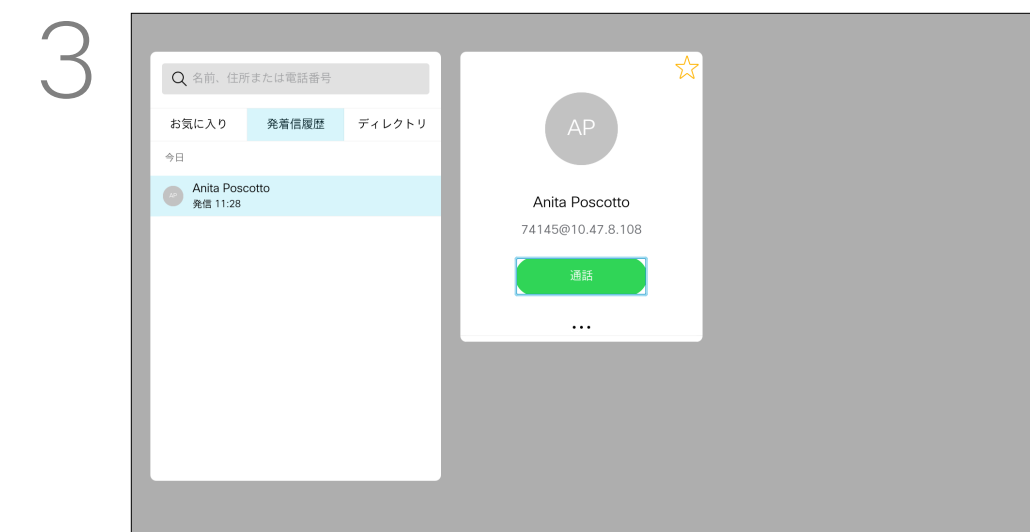 3
名前、住所または電話番号
お気に入り 発着信履歴 ディレクトリ
今日
AP
Anita Poscotto
発信 11:28
AP
Anita Poscotto
74145@10.47.8.108
通話
...